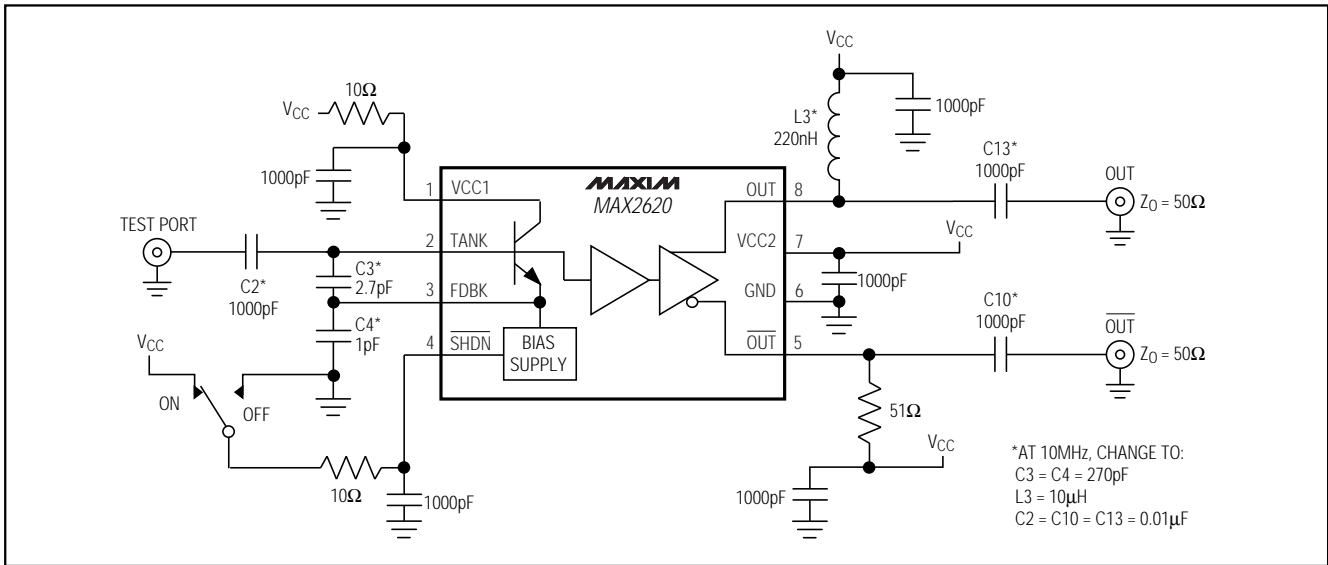 VCC
10Ω
VCC
1000pF
L3*
220nH
1000pF
C13*
1000pF
OUT
Z0 = 50Ω
1 VCC1
MAXIM
MAX2620
OUT 8
TEST PORT
2 TANK
VCC2 7
VCC
C2*
1000pF
C3*
2.7pF
1000pF
3 FDBK
GND 6
C4*
1pF
C10*
1000pF
OUT
Z0 = 50Ω
VCC
4 SHDN
BIAS
SUPPLY
OUT 5
ON
OFF
51Ω
VCC
10Ω
1000pF
1000pF
*AT 10MHz, CHANGE TO:
C3 = C4 = 270pF
L3 = 10μH
C2 = C10 = C13 = 0.01μF